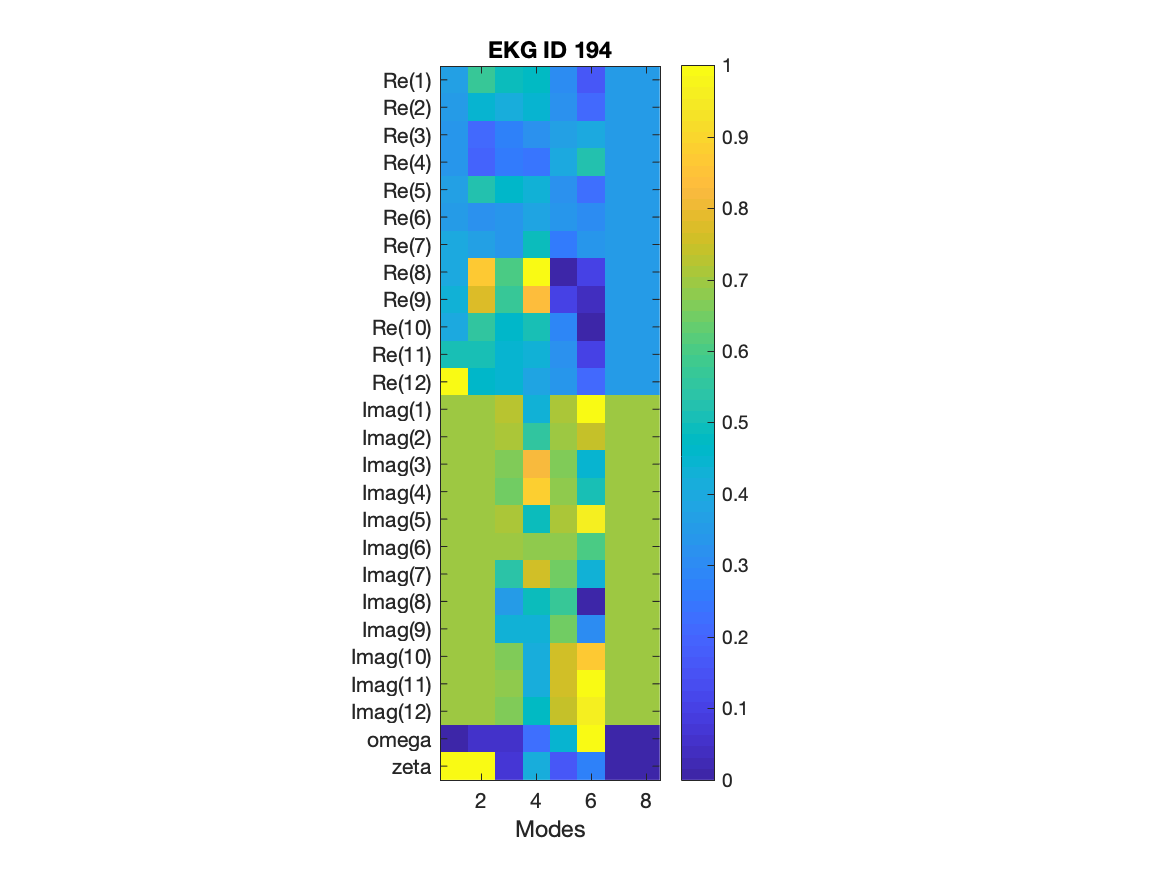 EKG ID 194
Re(1)
Re(2)
Re(3)
Re(4)
Re(5)
Re(6)
Re(7)
Re(8)
Re(9)
Re(10)
Re(11)
Re(12)
Imag(1)
Imag(2)
Imag(3)
Imag(4)
Imag(5)
Imag(6)
Imag(7)
Imag(8)
Imag(9)
Imag(10)
Imag(11)
Imag(12)
omega
zeta
2 4 6 8
Modes
1
0.9
0.8
0.7
0.6
0.5
0.4
0.3
0.2
0.1
0